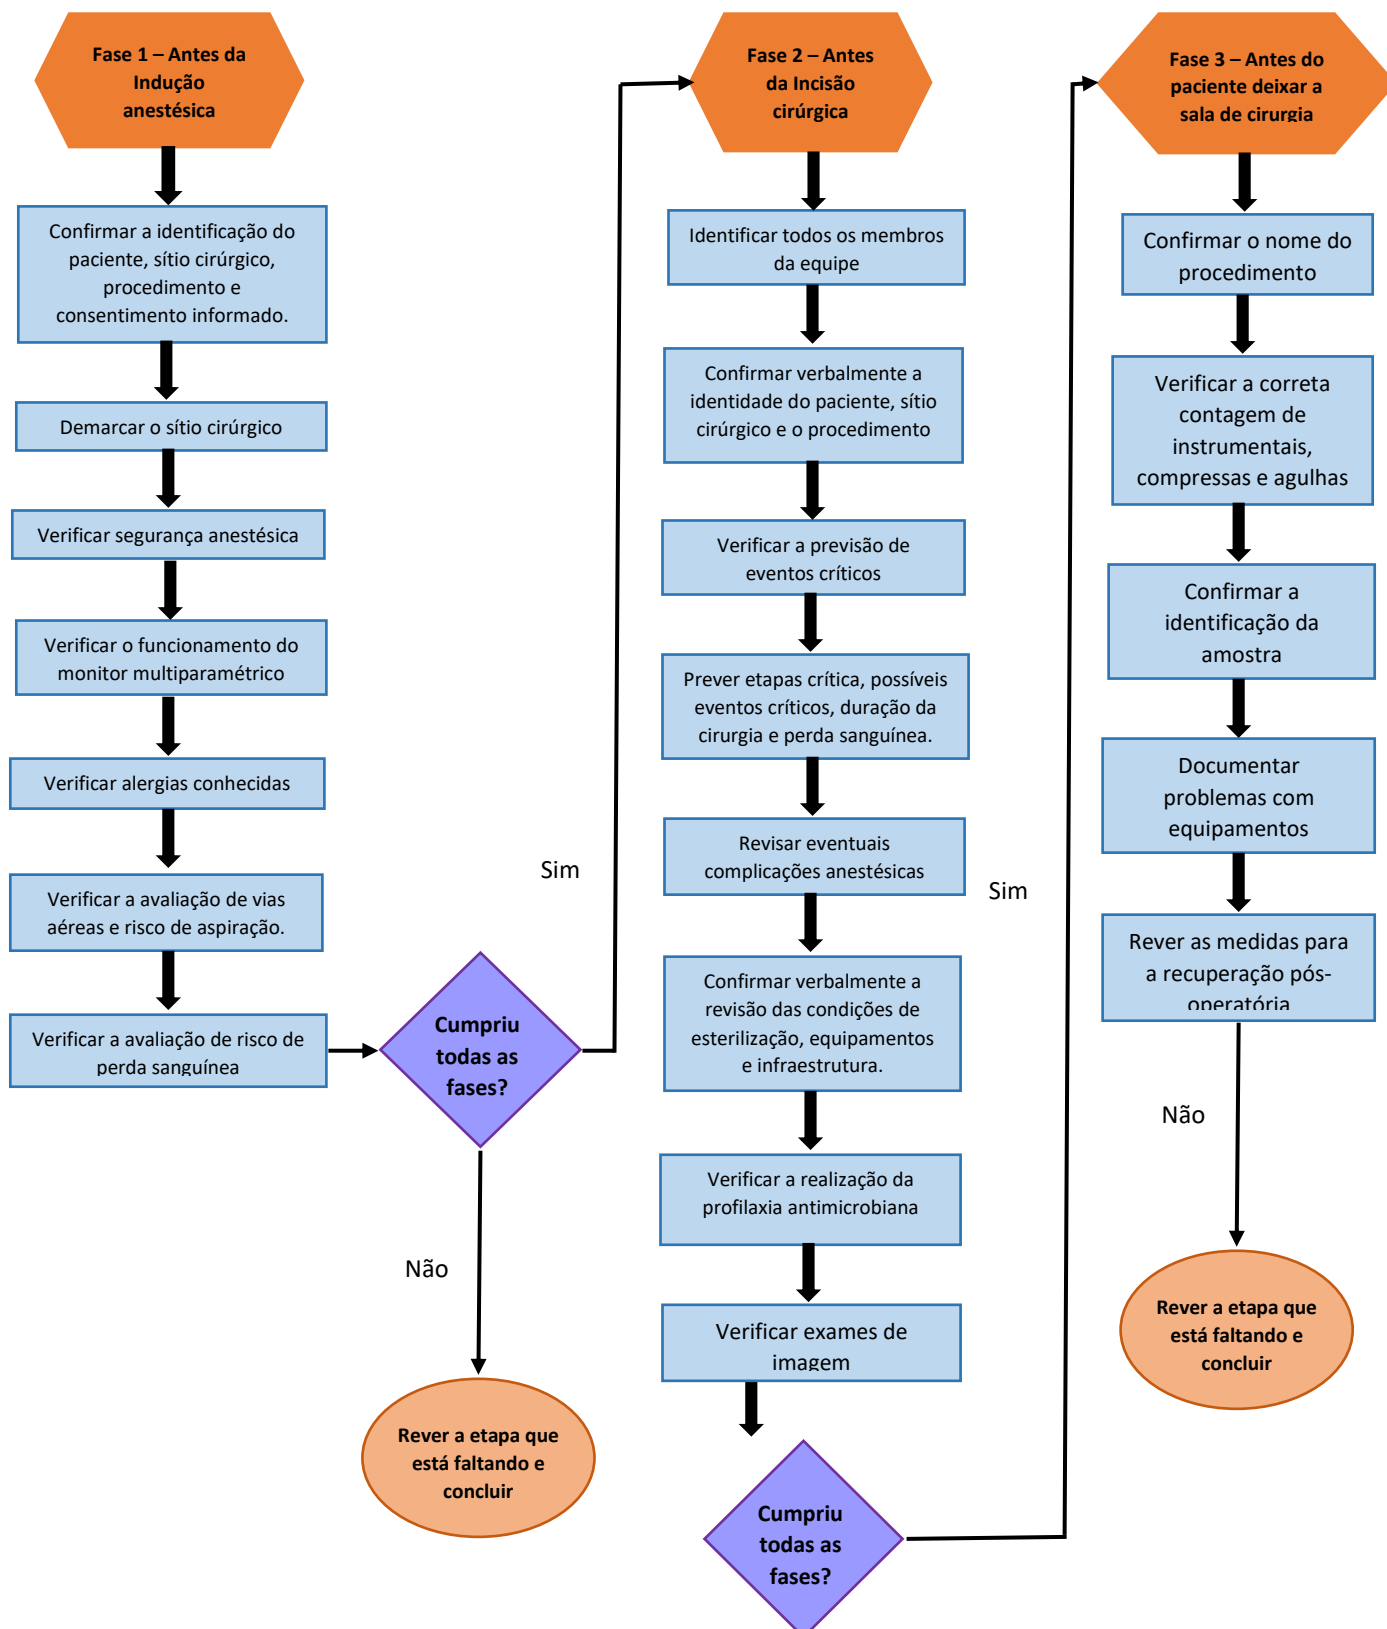 Fase 1 – Antes da
Indução
anestésica
Confirmar a identificação do
paciente, sítio cirúrgico,
procedimento e
consentimento informado.
Demarcar o sítio cirúrgico
Verificar segurança anestésica
Verificar o funcionamento do
monitor multiparamétrico
Verificar alergias conhecidas
Verificar a avaliação de vias
aéreas e risco de aspiração.
Verificar a avaliação de risco de
perda sanguínea
Cumpriu
todas as
fases?
Sim
Não
Rever a etapa que
está faltando e
concluir
Fase 2 – Antes
da Incisão
cirúrgica
Identificar todos os membros
da equipe
Confirmar verbalmente a
identidade do paciente, sítio
cirúrgico e o procedimento
Verificar a previsão de
eventos críticos
Prever etapas crítica, possíveis
eventos críticos, duração da
cirurgia e perda sanguínea.
Revisar eventuais
complicações anestésicas
Confirmar verbalmente a
revisão das condições de
esterilização, equipamentos
e infraestrutura.
Verificar a realização da
profilaxia antimicrobiana
Verificar exames de
imagem
Cumpriu
todas as
fases?
Sim
Fase 3 – Antes do
paciente deixar a
sala de cirurgia
Confirmar o nome do
procedimento
Verificar a correta
contagem de
instrumentais,
compressas e agulhas
Confirmar a
identificação da
amostra
Documentar
problemas com
equipamentos
Rever as medidas para
a recuperação pós-
operatória
Não
Rever a etapa que
está faltando e
concluir